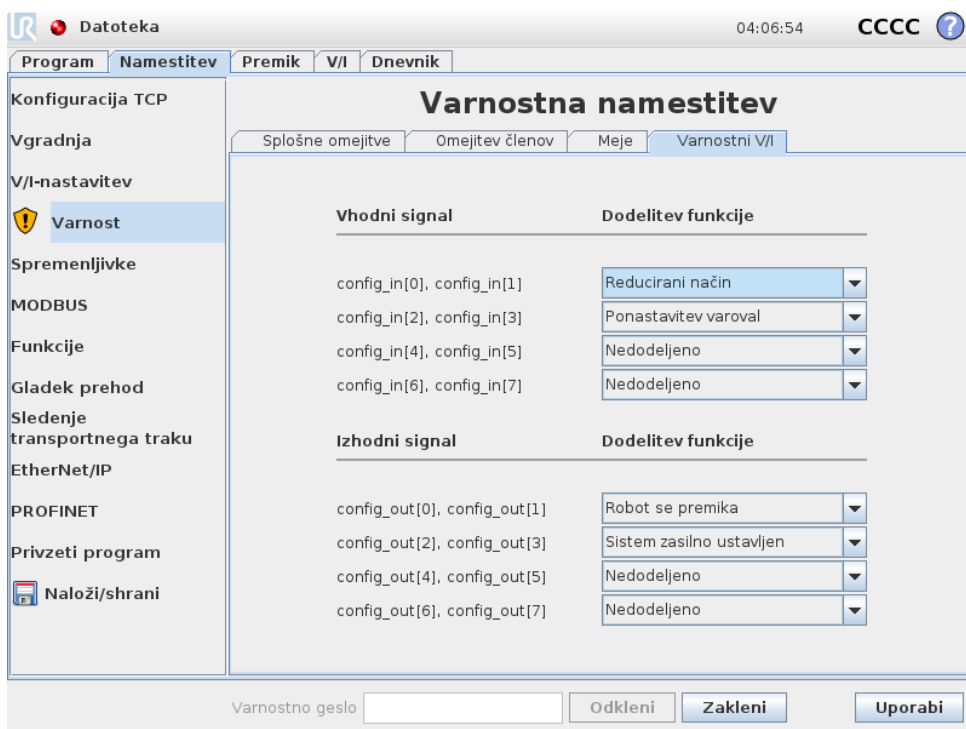 UR Datoteka 04:06:54 CCCC ?
Program Namestitev Premik V/I Dnevnik
Konfiguracija TCP
Vgradnja
V/I-nastavitev
Varnost
Spremenljivke
MODBUS
Funkcije
Gladek prehod
Sledenje
transportnega traku
EtherNet/IP
PROFINET
Privzeti program
Naloži/shrani
Varnostna namestitev
Splošne omejitve Omejitev členov Meje Varnostni V/I
Vhodni signal Dodelitev funkcije
config_in[0], config_in[1] Reducirani način
config_in[2], config_in[3] Ponastavitev varoval
config_in[4], config_in[5] Nedodeljeno
config_in[6], config_in[7] Nedodeljeno
Izhodni signal Dodelitev funkcije
config_out[0], config_out[1] Robot se premika
config_out[2], config_out[3] Sistem zasilno ustavljen
config_out[4], config_out[5] Nedodeljeno
config_out[6], config_out[7] Nedodeljeno
Varnostno geslo Odkleni Zakleni Uporabi